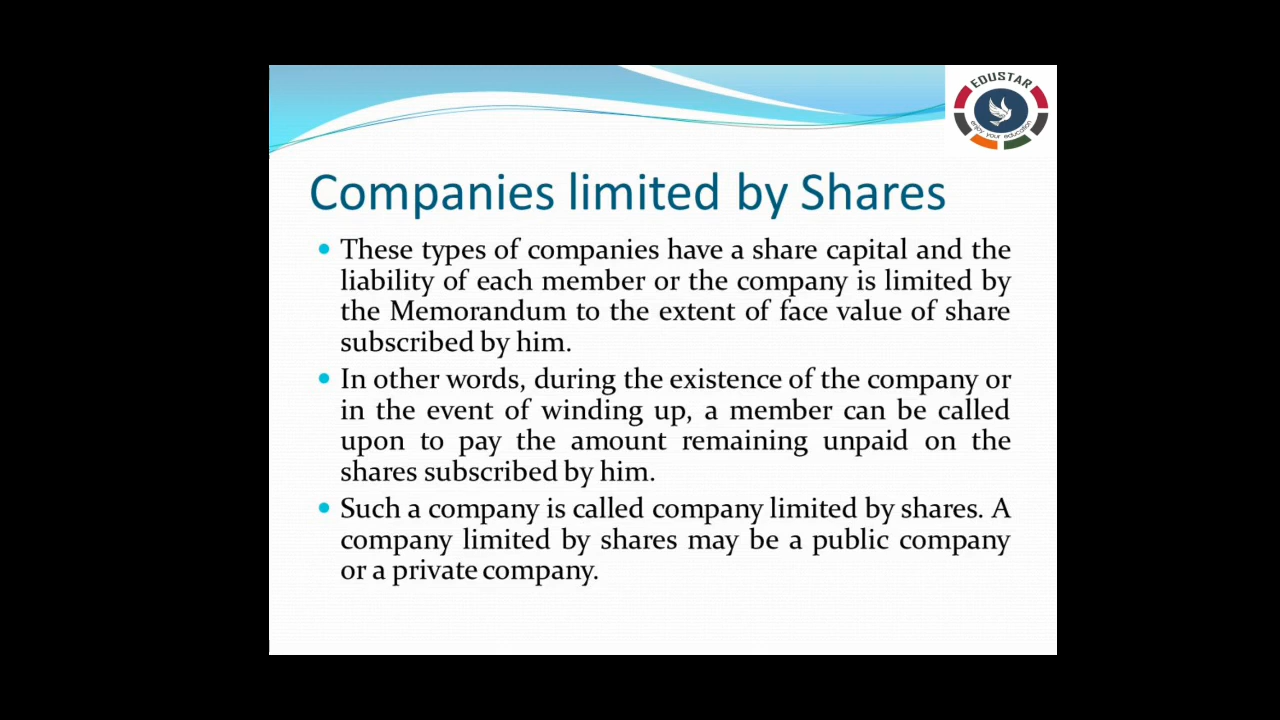 EDUSTAR
enjoy your education
Companies limited by Shares
These types of companies have a share capital and the
liability of each member or the company is limited by
the Memorandum to the extent of face value of share
subscribed by him.
In other words, during the existence of the company or
in the event of winding up, a member can be called
upon to pay the amount remaining unpaid on the
shares subscribed by him.
Such a company is called company limited by shares. A
company limited by shares may be a public company
or a private company.